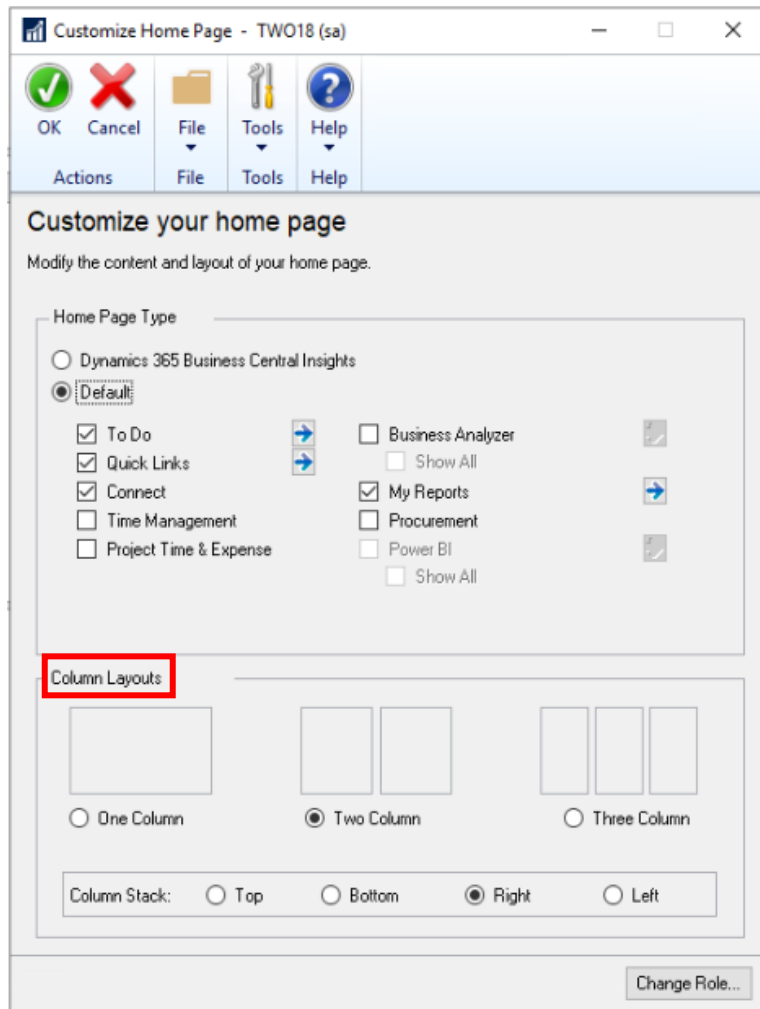 Customize Home Page - TWO18 (sa)
OK Cancel File Tools Help
Actions File Tools Help
Customize your home page
Modify the content and layout of your home page.
Home Page Type
Dynamics 365 Business Central Insights
Default
To Do Business Analyzer
Quick Links Show All
Connect My Reports
Time Management Procurement
Project Time & Expense Power BI
Show All
Column Layouts
One Column Two Column Three Column
Column Stack: Top Bottom Right Left
Change Role...